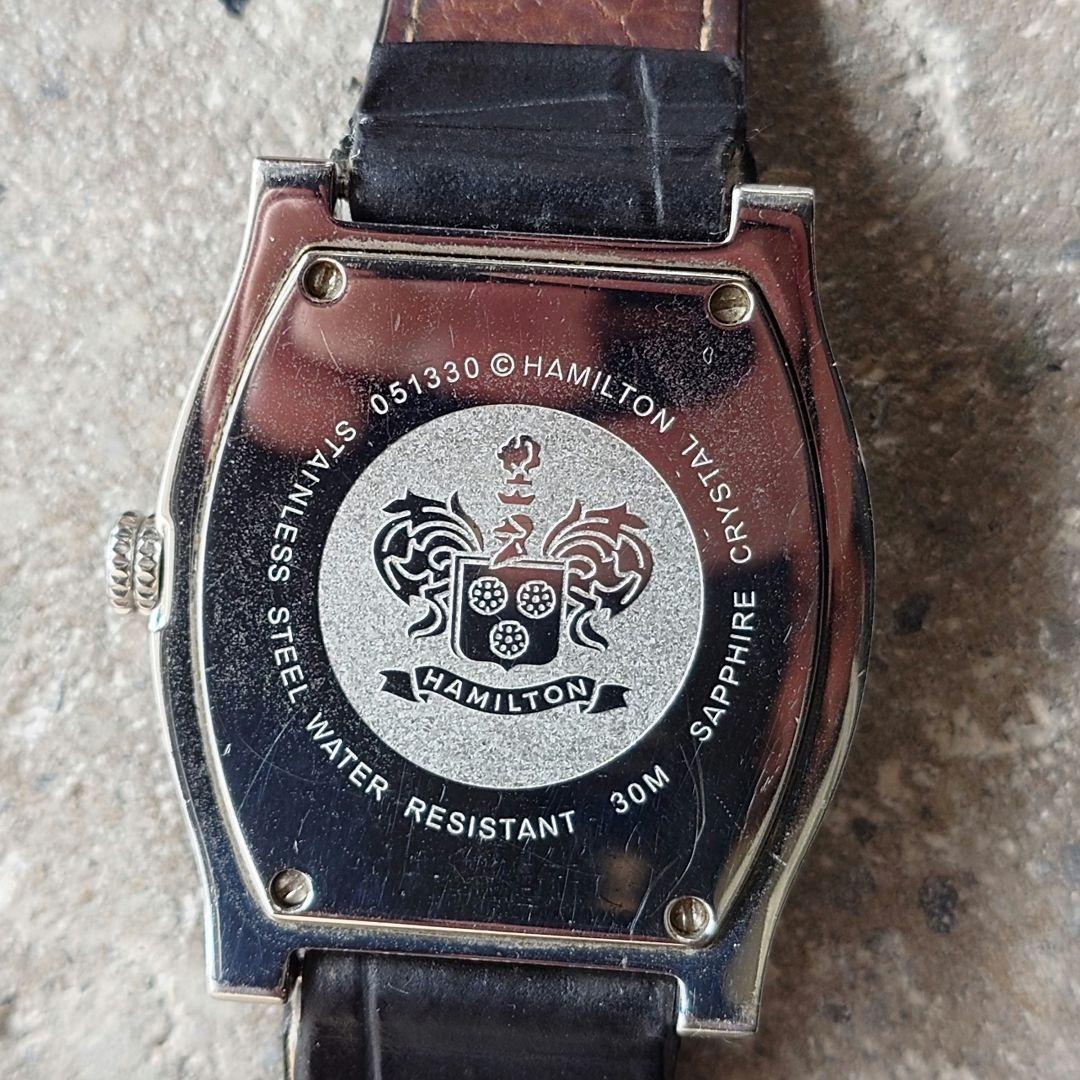 051330 © HAMILTON SAPPHIRE CRYSTAL 30M WATER RESISTANT STAINLESS STEEL
HAMILTON